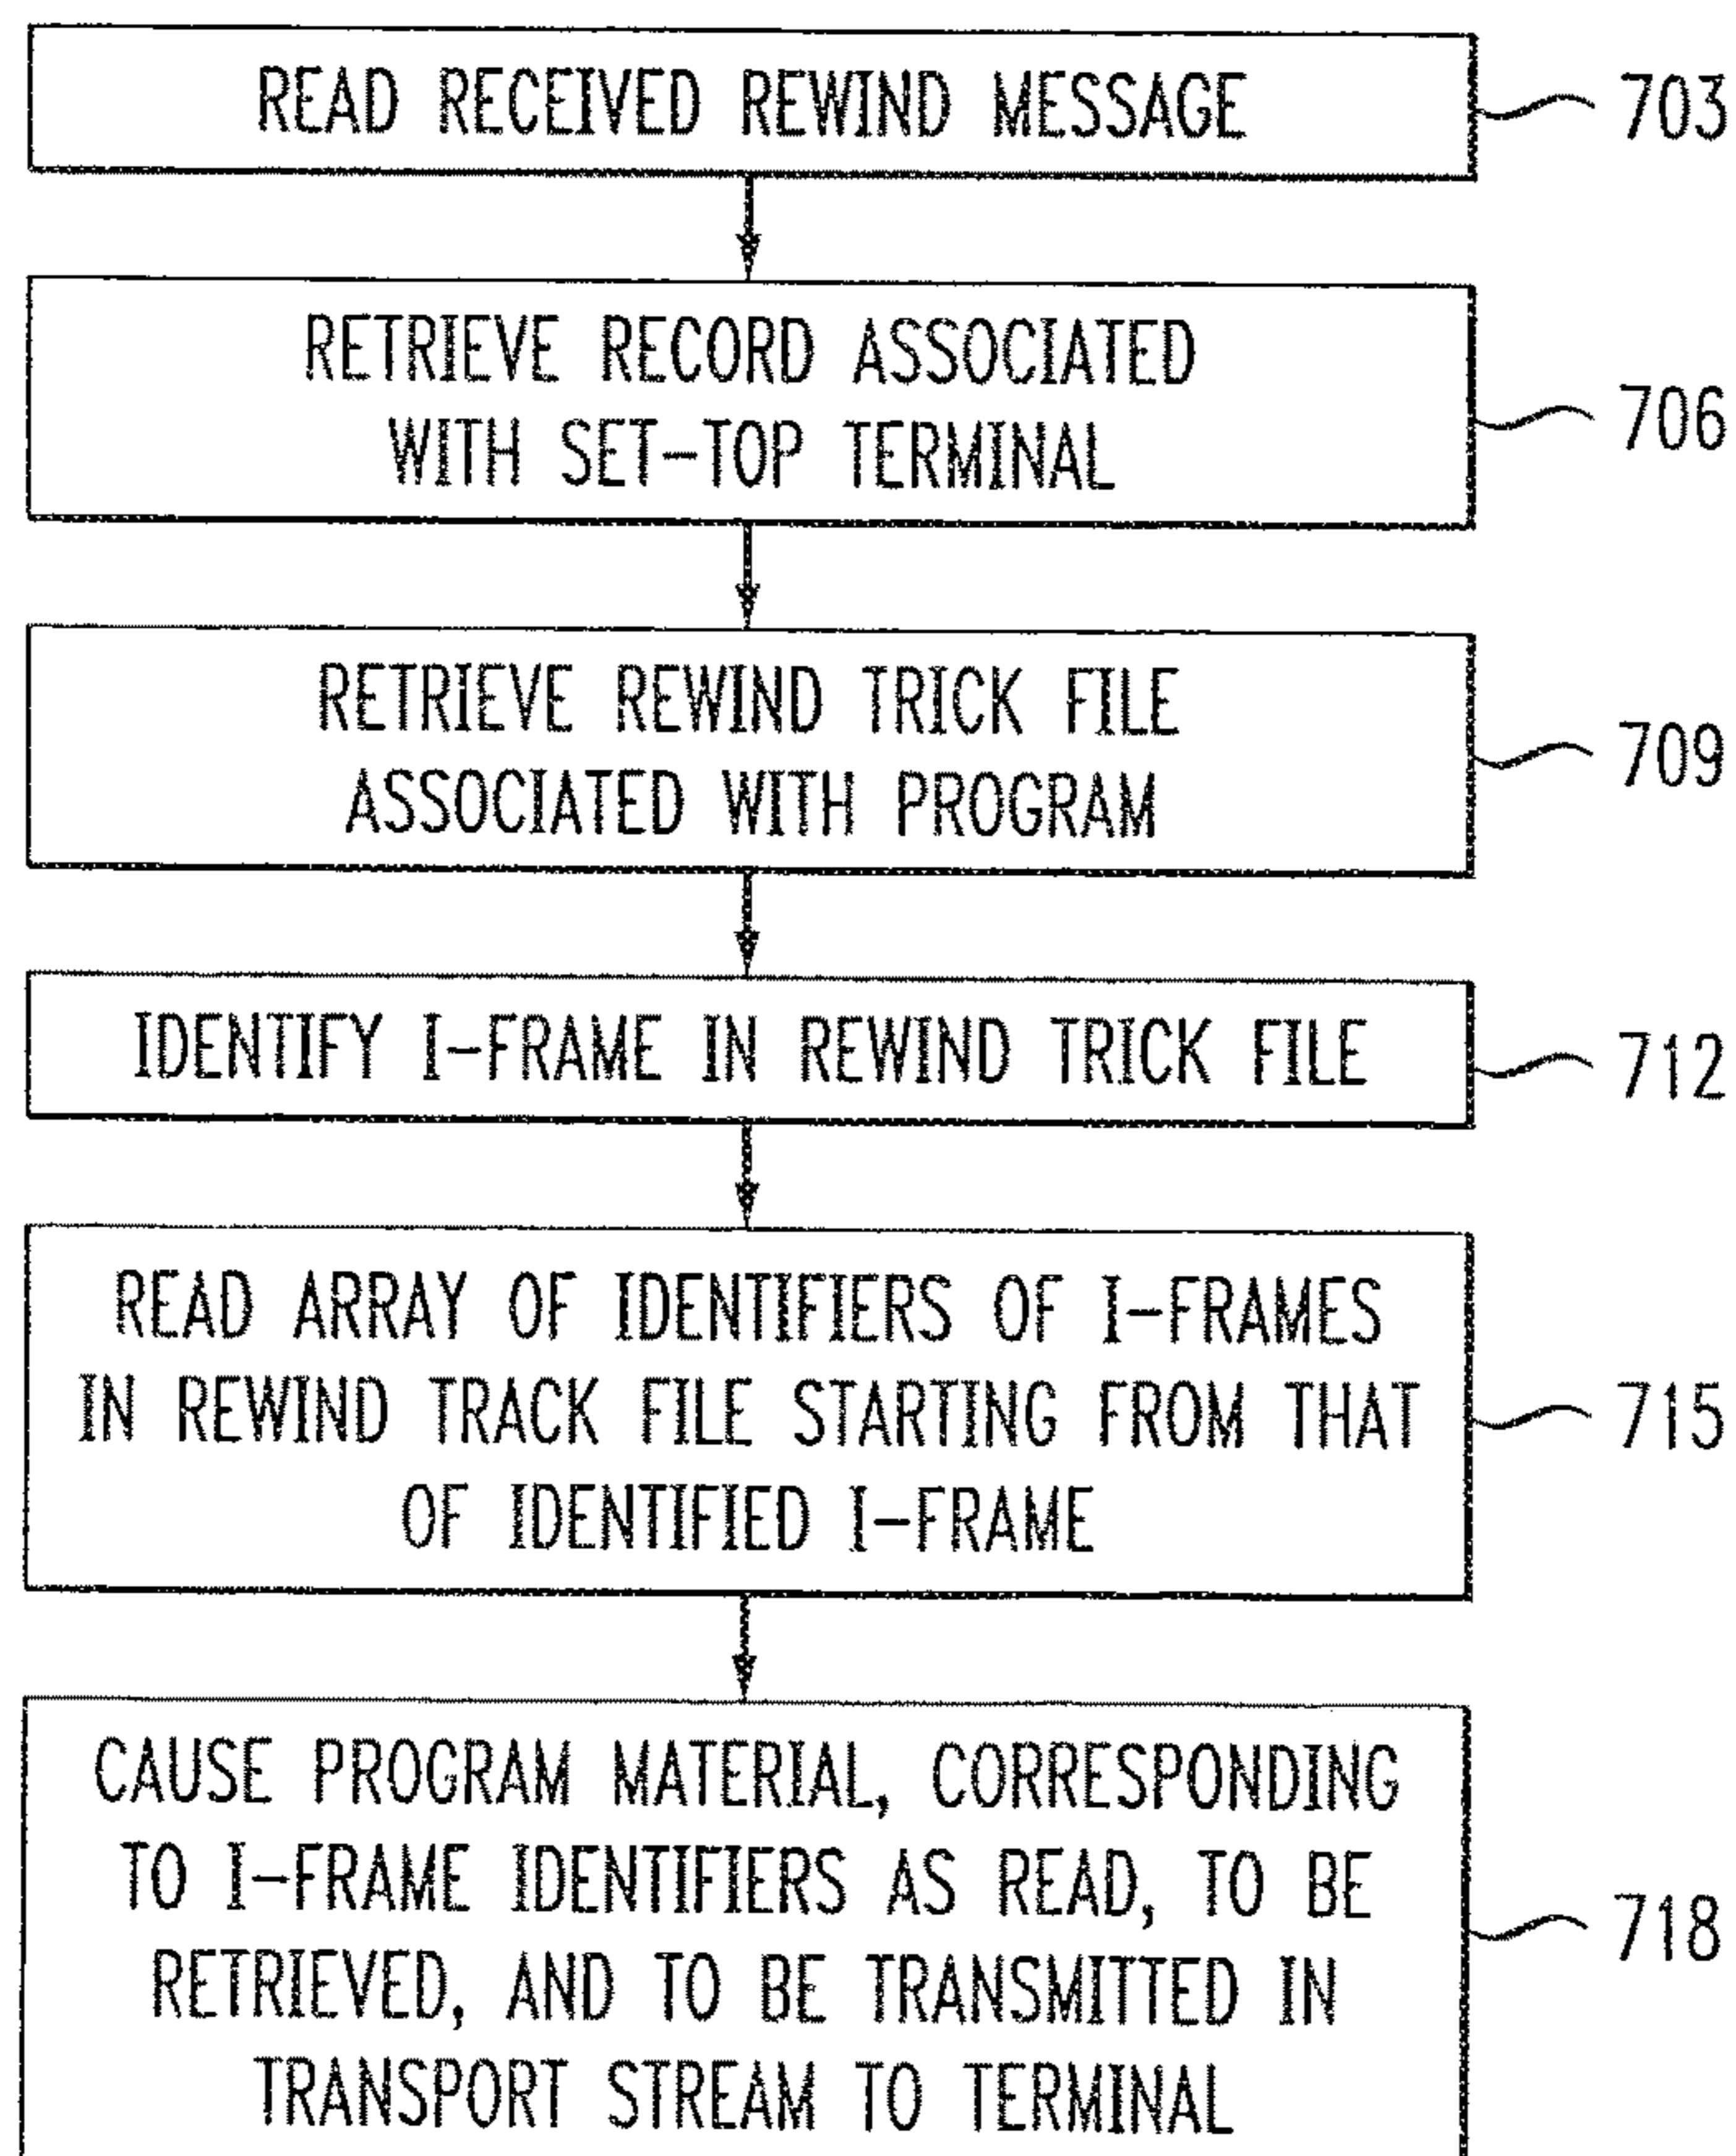 READ RECEIVED REWIND MESSAGE
703
RETRIEVE RECORD ASSOCIATED
WITH SET-TOP TERMINAL
706
RETRIEVE REWIND TRICK FILE
ASSOCIATED WITH PROGRAM
709
IDENTIFY I-FRAME IN REWIND TRICK FILE
712
READ ARRAY OF IDENTIFIERS OF I-FRAMES
IN REWIND TRACK FILE STARTING FROM THAT
OF IDENTIFIED I-FRAME
715
CAUSE PROGRAM MATERIAL, CORRESPONDING
TO I-FRAME IDENTIFIERS AS READ, TO BE
RETRIEVED, AND TO BE TRANSMITTED IN
TRANSPORT STREAM TO TERMINAL
718